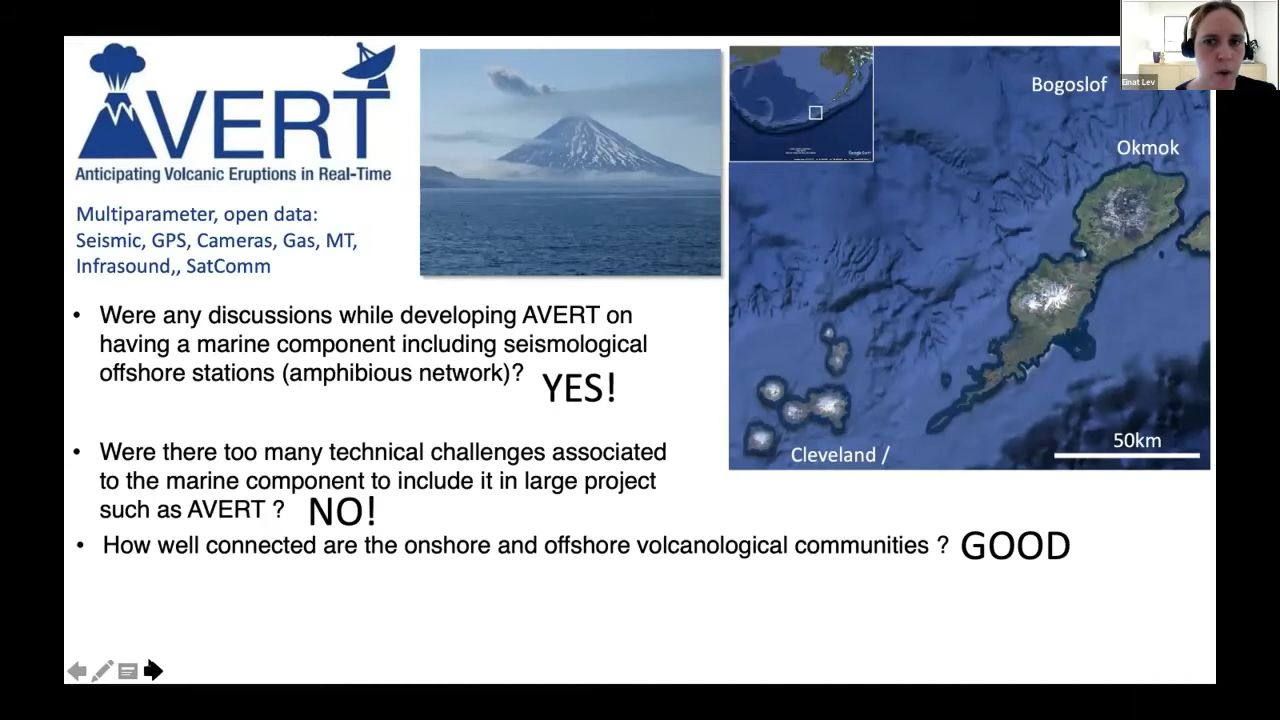 AVERT
Anticipating Volcanic Eruptions in Real-Time
Multiparameter, open data:
Seismic, GPS, Cameras, Gas, MT,
Infrasound,, SatComm
Bogoslof
Einat Lev
Okmok
Cleveland /
50km
• Were any discussions while developing AVERT on
having a marine component including seismological
offshore stations (amphibious network)?
YES!
• Were there too many technical challenges associated
to the marine component to include it in large project
such as AVERT ?
NO!
• How well connected are the onshore and offshore volcanological communities ?
GOOD